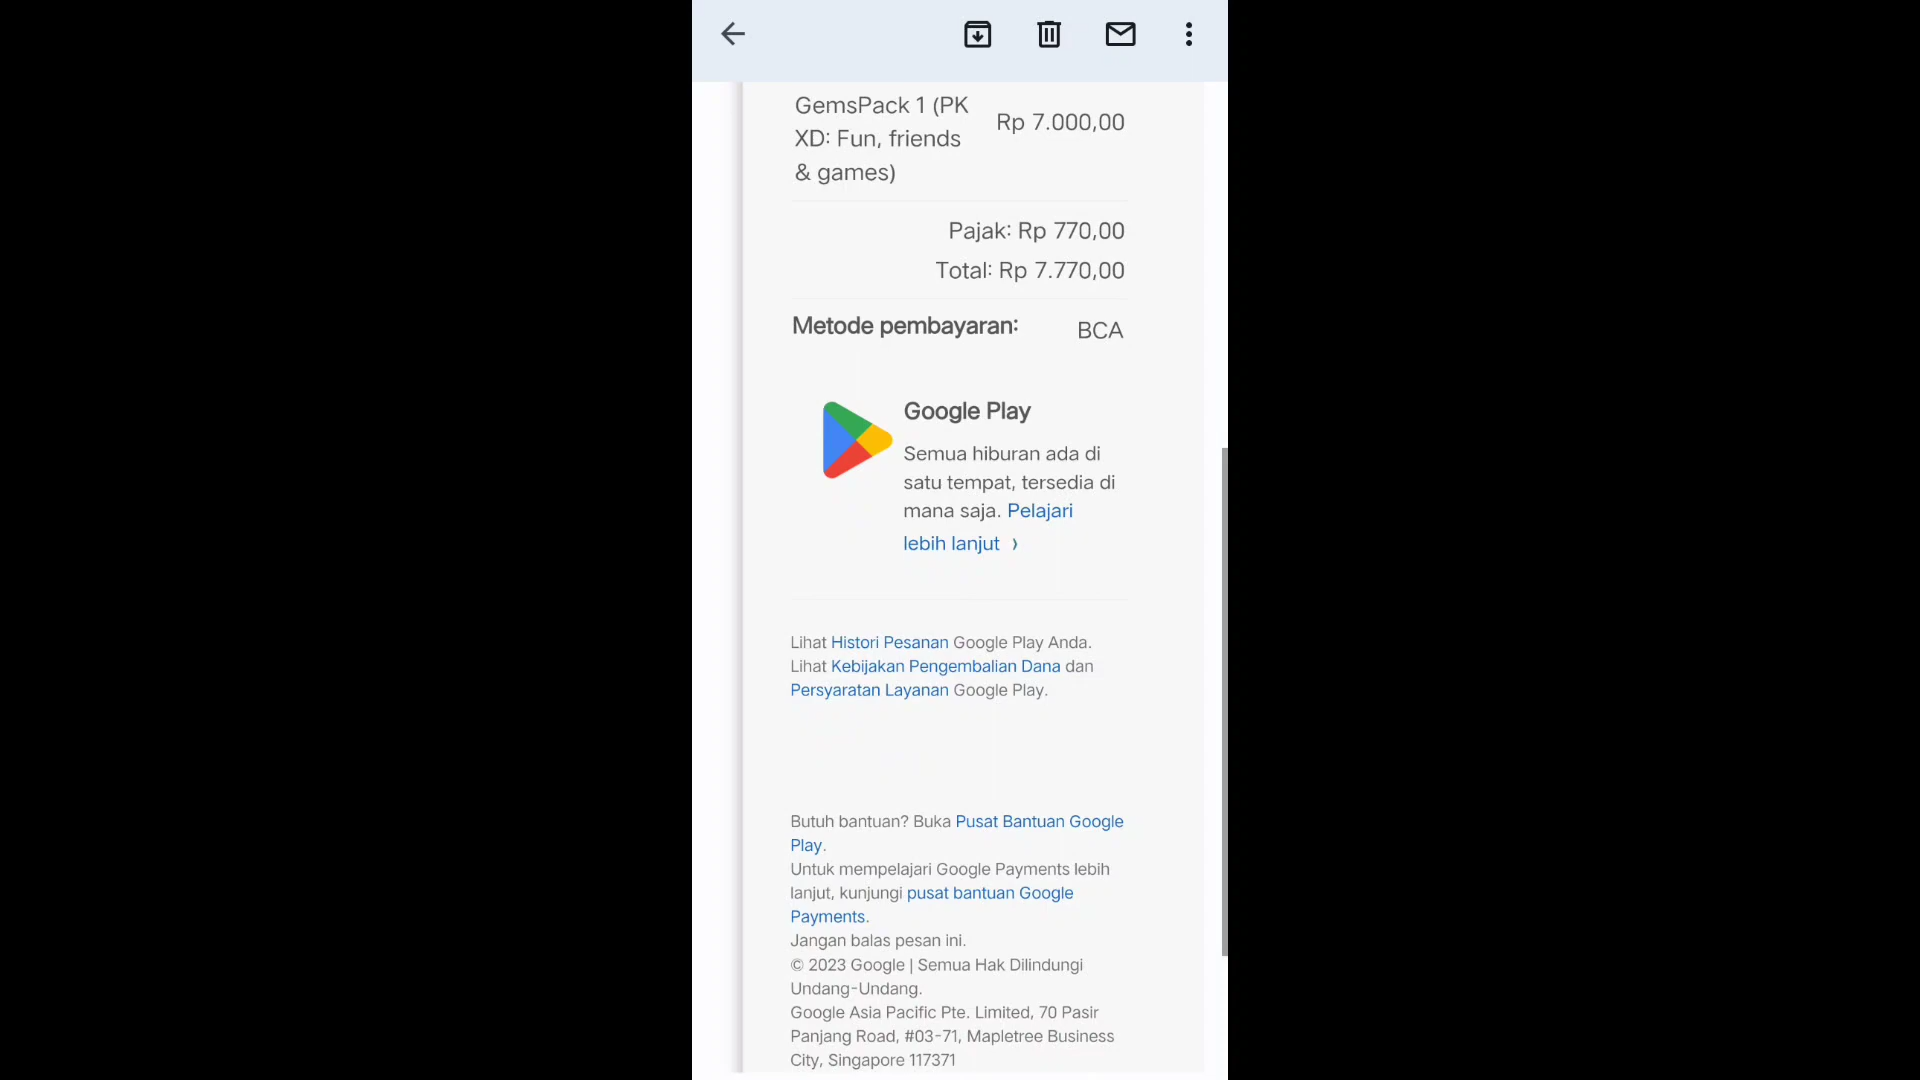 GemsPack 1 (PK
XD: Fun, friends
& games)
Rp 7.000,00
Pajak: Rp 770,00
Total: Rp 7.770,00
Metode pembayaran:
BCA
Google Play
Semua hiburan ada di
satu tempat, tersedia di
mana saja. Pelajari
lebih lanjut ›
Lihat Histori Pesanan Google Play Anda.
Lihat Kebijakan Pengembalian Dana dan
Persyaratan Layanan Google Play.
Butuh bantuan? Buka Pusat Bantuan Google
Play.
Untuk mempelajari Google Payments lebih
lanjut, kunjungi pusat bantuan Google
Payments.
Jangan balas pesan ini.
© 2023 Google | Semua Hak Dilindungi
Undang-Undang.
Google Asia Pacific Pte. Limited, 70 Pasir
Panjang Road, #03-71, Mapletree Business
City, Singapore 117371